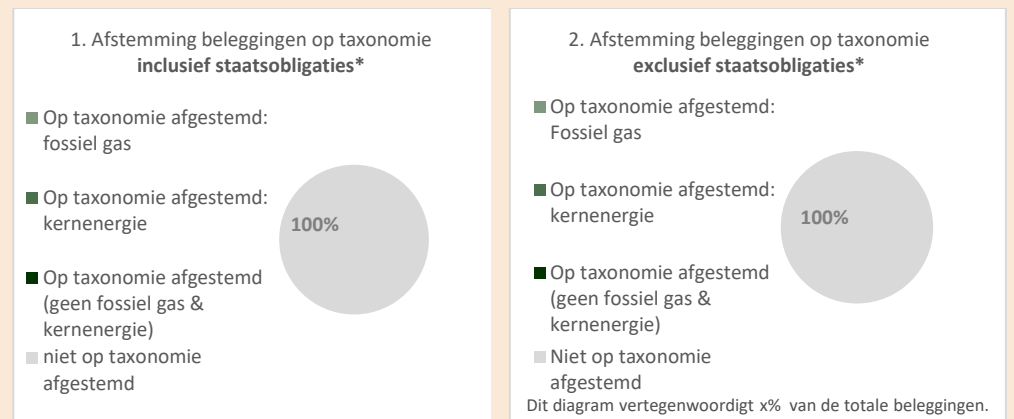 1. Afstemming beleggingen op taxonomie
inclusief staatsobligaties*
Op taxonomie afgestemd:
fossiel gas
Op taxonomie afgestemd:
kernenergie
Op taxonomie afgestemd
(geen fossiel gas &
kernenergie)
niet op taxonomie
afgestemd
100%
2. Afstemming beleggingen op taxonomie
exclusief staatsobligaties*
Op taxonomie afgestemd:
Fossiel gas
Op taxonomie afgestemd:
kernenergie
Op taxonomie afgestemd
(geen fossiel gas &
kernenergie)
Niet op taxonomie
afgestemd
100%
Dit diagram vertegenwoordigt x% van de totale beleggingen.